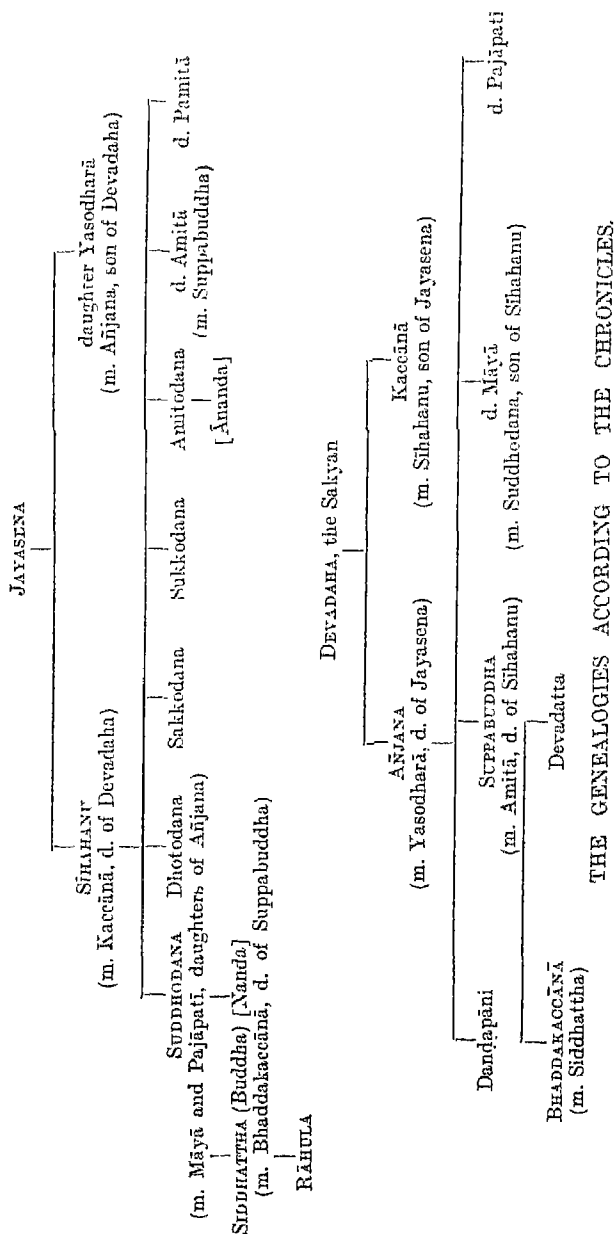 JAYASENA
SĪHAHANU
(m. Kaccānā, d. of Devadaha)
daughter Yasodharā
(m. Añjana, son of Devadaha)
SUDDHODANA Dhotodana Sakkodana Sukkodana Amitodana d. Amitā d. Pamitā
(m. Māyā and Pajāpatī, daughters of Añjana) [Ānanda] (m. Suppabuddha)
SIDDHATTHA (Buddha) [Nanda]
(m. Bhaddakaccānā, d. of Suppabuddha)
RĀHULA
DEVADAHA, the Sakyan
AÑJANA
(m. Yasodharā, d. of Jayasena)
Kaccānā
(m. Sīhahanu, son of Jayasena)
Daṇḍapāni SUPPABUDDHA d. Māyā d. Pajāpati
(m. Amitā, d. of Sīhahanu) (m. Suddhodana, son of Sīhahanu)
BHADDAKACCĀNĀ Devadatta
(m. Siddhattha)
THE GENEALOGIES ACCORDING TO THE CHRONICLES.